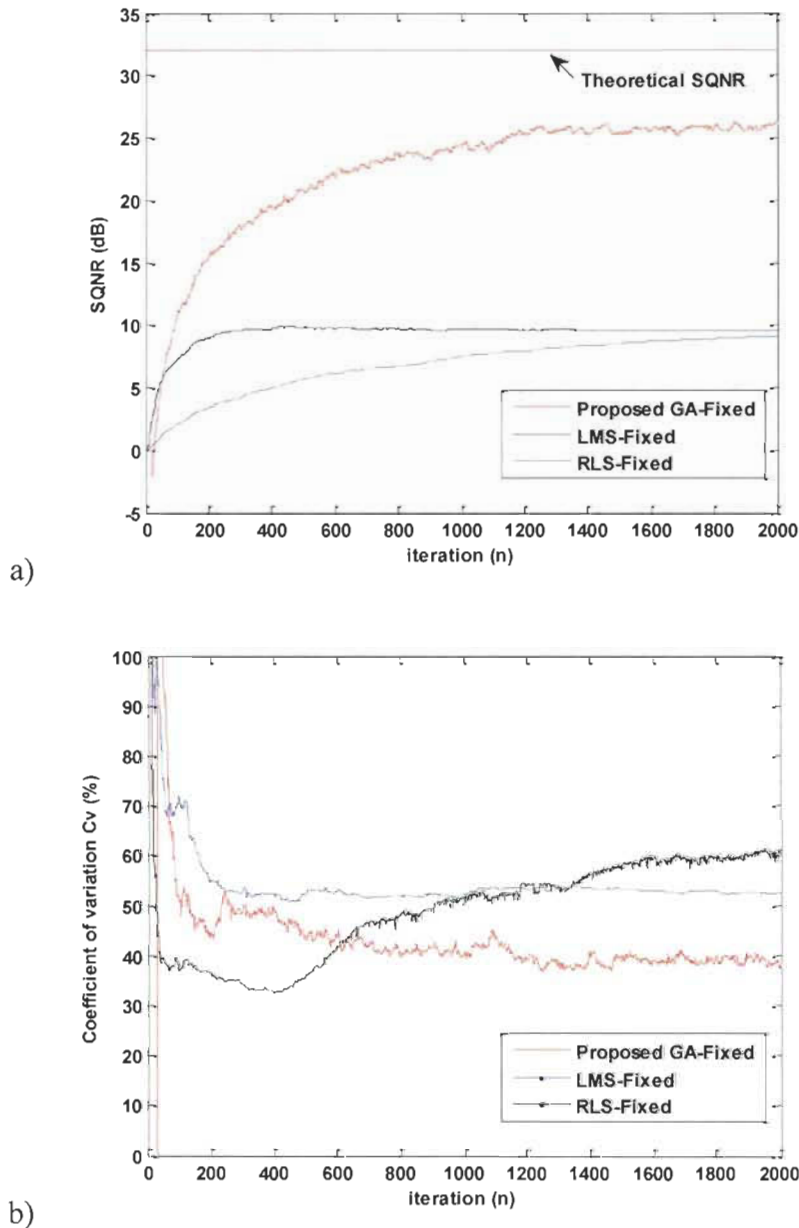 35
30
25
20
15
10
5
0
-5
SQNR (dB)
Theoretical SQNR
Proposed GA-Fixed
LMS-Fixed
RLS-Fixed
0 200 400 600 800 1000 1200 1400 1600 1800 2000
iteration (n)
a)
100
90
80
70
60
50
40
30
20
10
0
Coefficient of variation Cv (%)
Proposed GA-Fixed
LMS-Fixed
RLS-Fixed
0 200 400 600 800 1000 1200 1400 1600 1800 2000
iteration (n)
b)